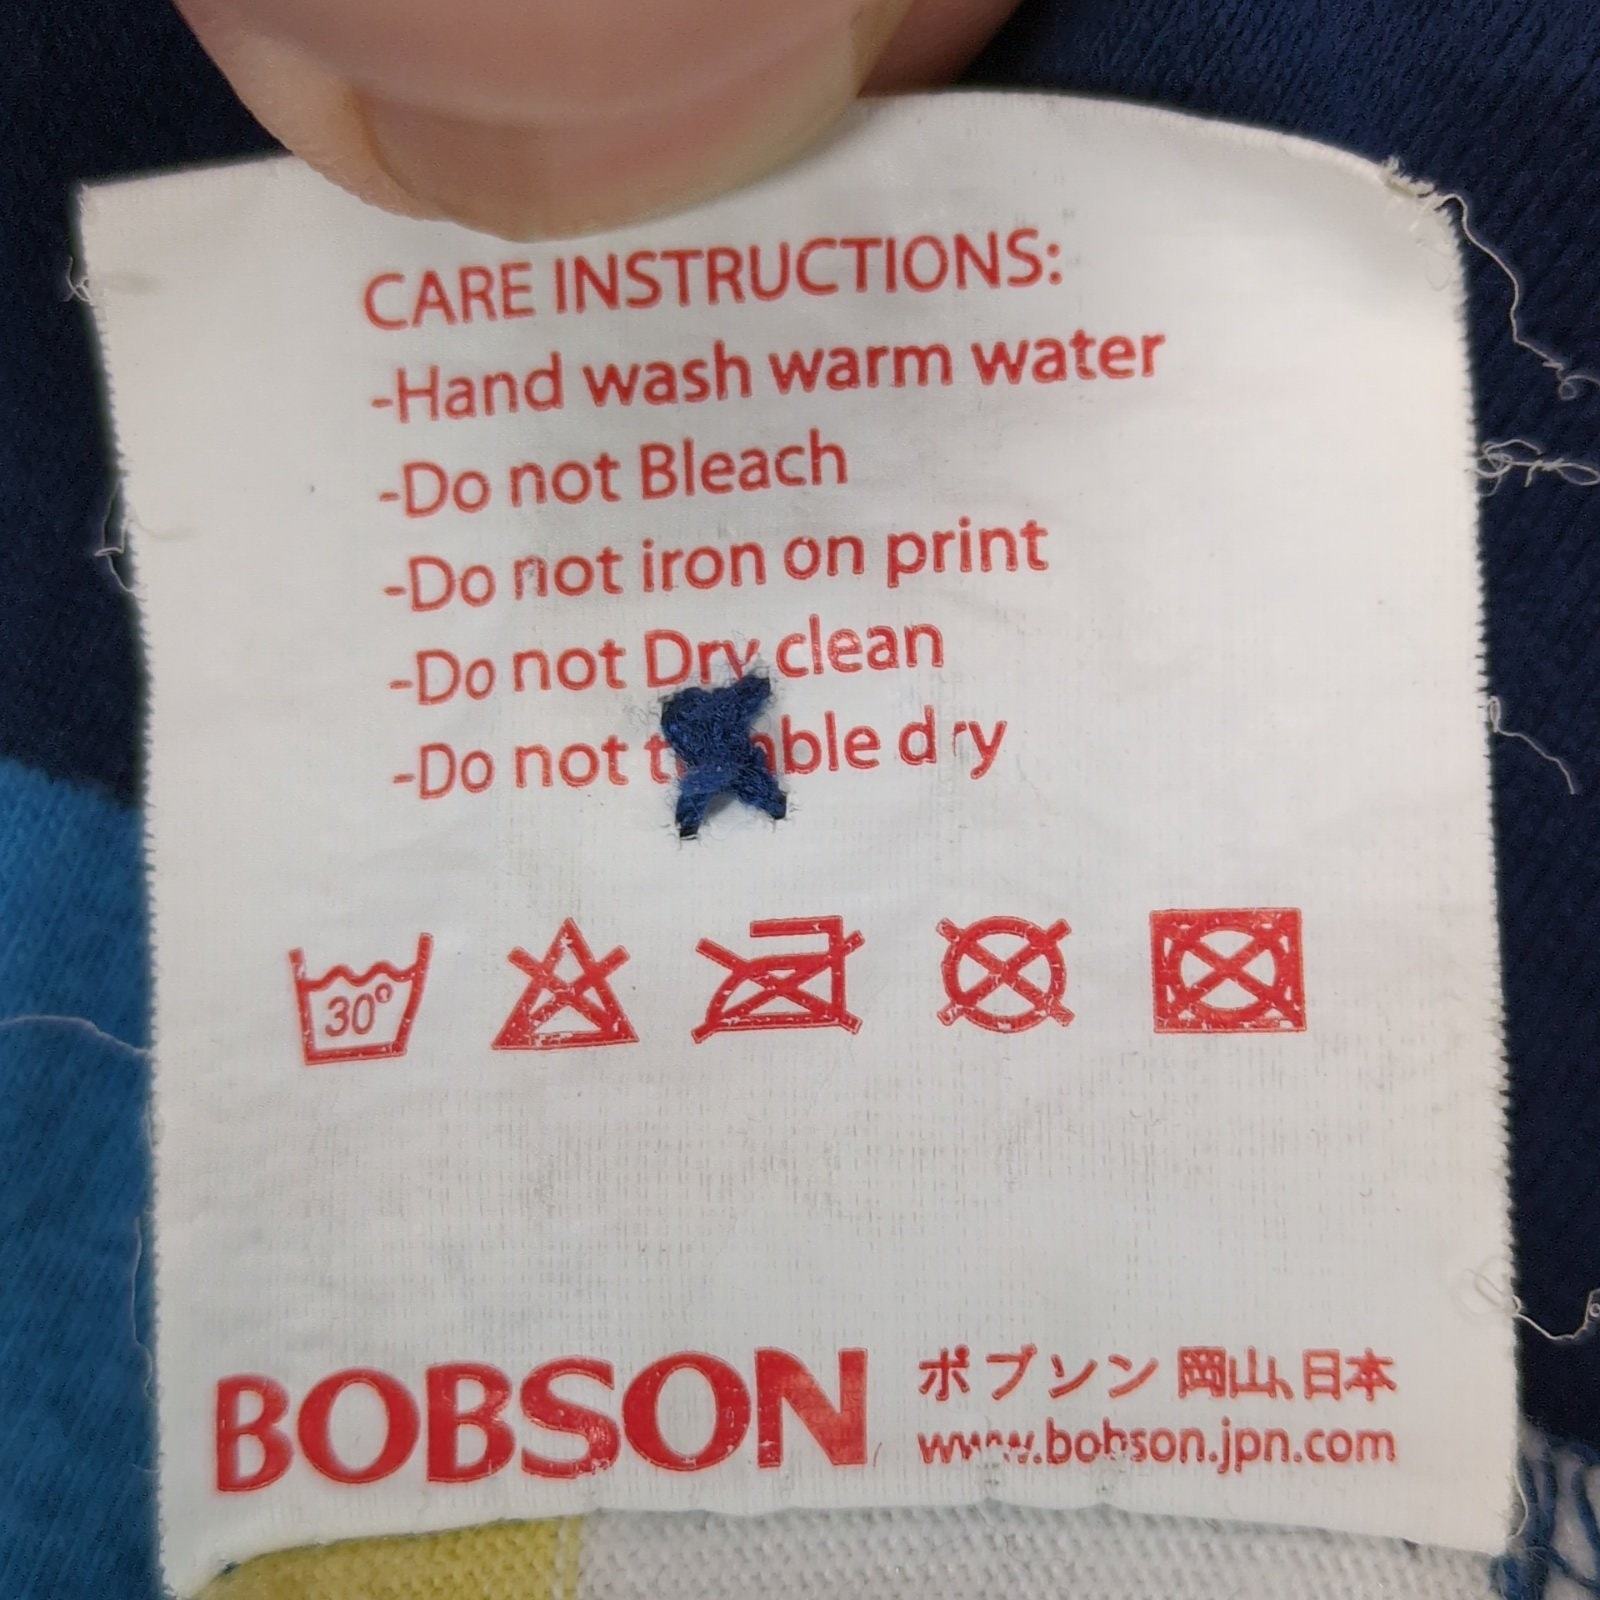 CARE INSTRUCTIONS:
-Hand wash warm water
-Do not Bleach
-Do not iron on print
-Do not Dry clean
-Do not dry
30°
BOBSON
ボブソン 岡山、日本
www.bobson.jpn.com